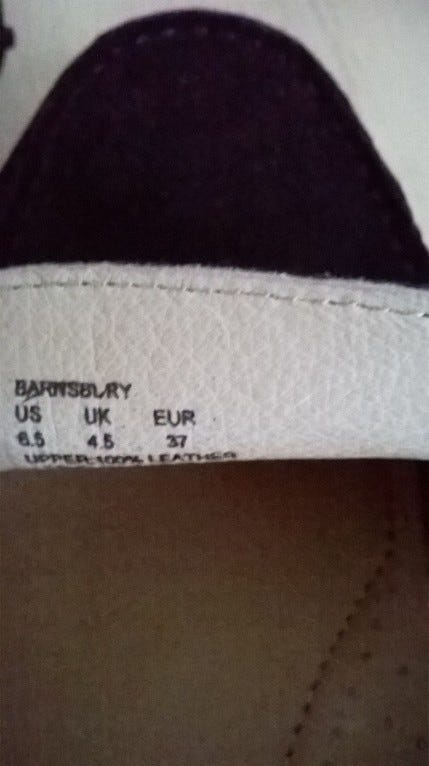 BARNSBURY
US UK EUR
6.5 4.5 37
UPPER:100% LEATHER